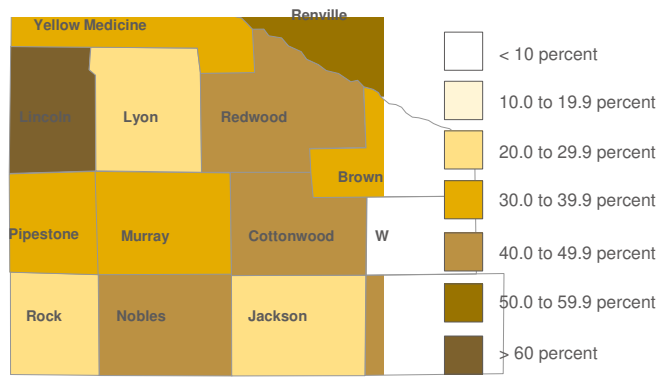 Renville
Yellow Medicine
< 10 percent
10.0 to 19.9 percent
Lincoln
Lyon
Redwood
20.0 to 29.9 percent
Brown
30.0 to 39.9 percent
Pipestone
Murray
Cottonwood
W
40.0 to 49.9 percent
Rock
Nobles
Jackson
50.0 to 59.9 percent
> 60 percent